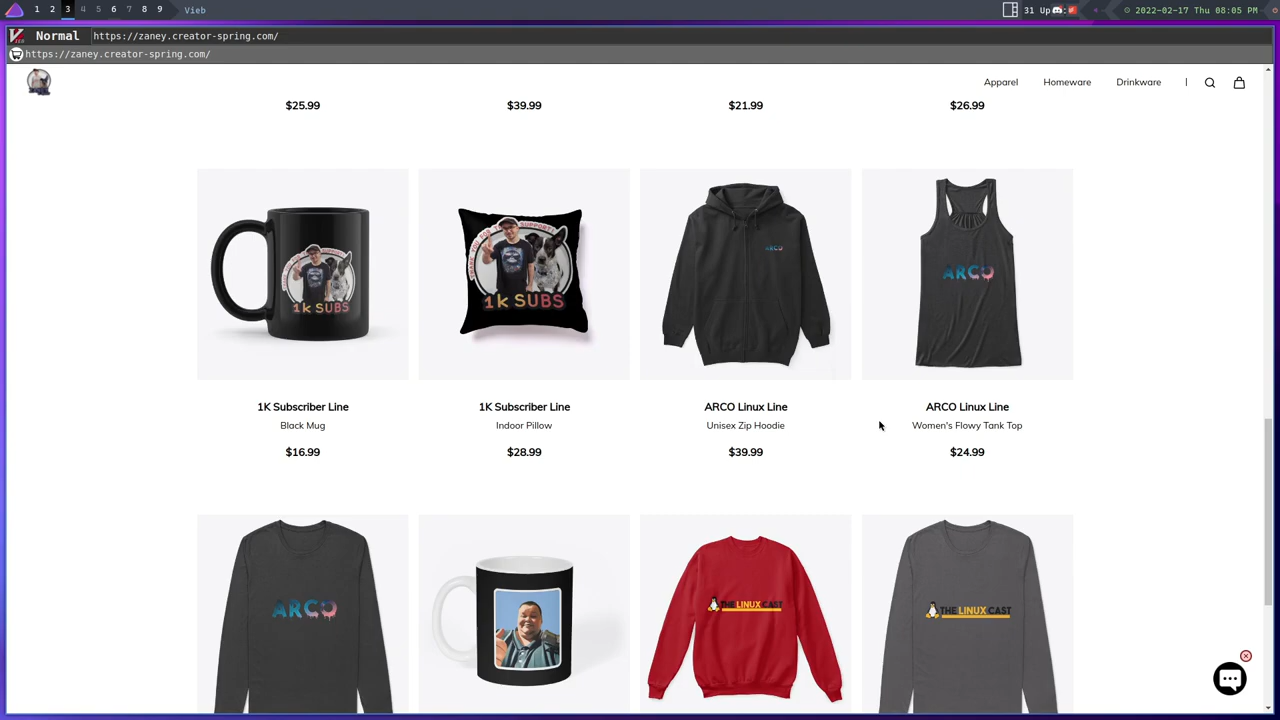 1 2 3 4 5 6 7 8 9 Vieb 31 Up 2022-02-17 Thu 08:05 PM
Normal https://zaney.creator-spring.com/
https://zaney.creator-spring.com/
Apparel Homeware Drinkware |
$25.99 $39.99 $21.99 $26.99
1K SUBS
1K SUBS
ARCO
ARCO
1K Subscriber Line 1K Subscriber Line ARCO Linux Line ARCO Linux Line
Black Mug Indoor Pillow Unisex Zip Hoodie Women's Flowy Tank Top
$16.99 $28.99 $39.99 $24.99
ARCO
THE LINUX CAST
THE LINUX CAST